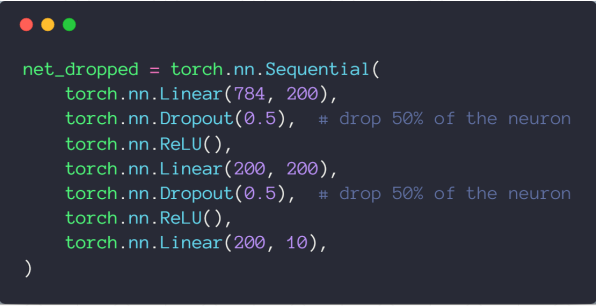 net_dropped = torch.nn.Sequential(
    torch.nn.Linear(784, 200),
    torch.nn.Dropout(0.5),  # drop 50% of the neuron
    torch.nn.ReLU(),
    torch.nn.Linear(200, 200),
    torch.nn.Dropout(0.5),  # drop 50% of the neuron
    torch.nn.ReLU(),
    torch.nn.Linear(200, 10),
)